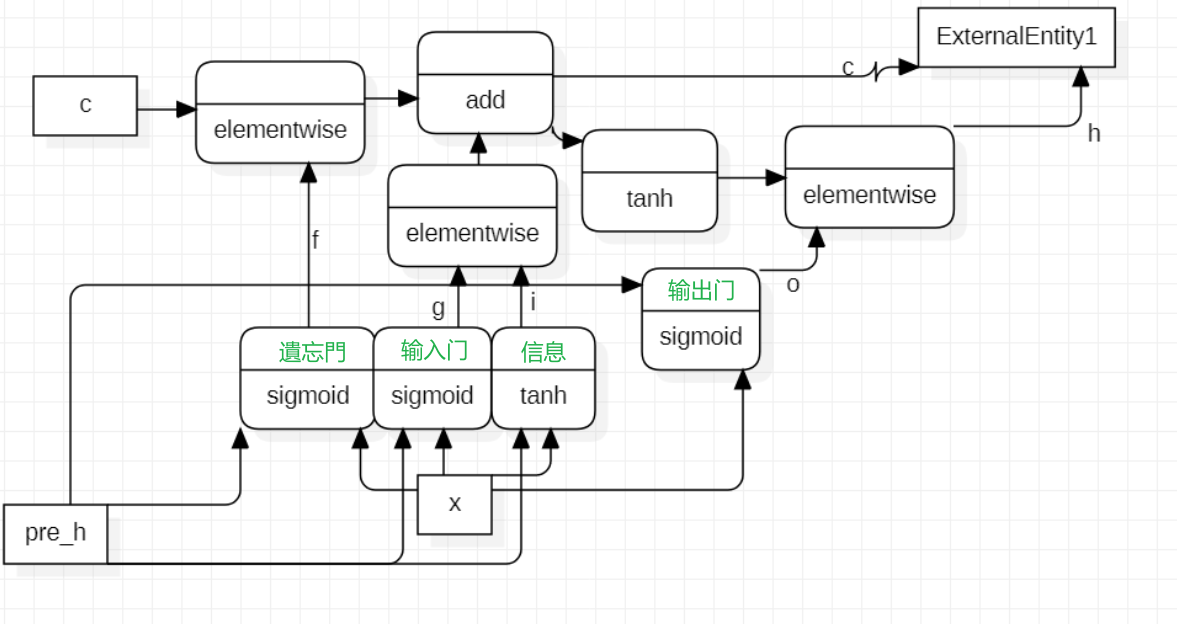 ExternalEntity1
c
c
add
elementwise
h
tanh
elementwise
elementwise
f
输出门
o
g
i
sigmoid
遺忘門
输入门
信息
sigmoid
sigmoid
tanh
x
pre_h